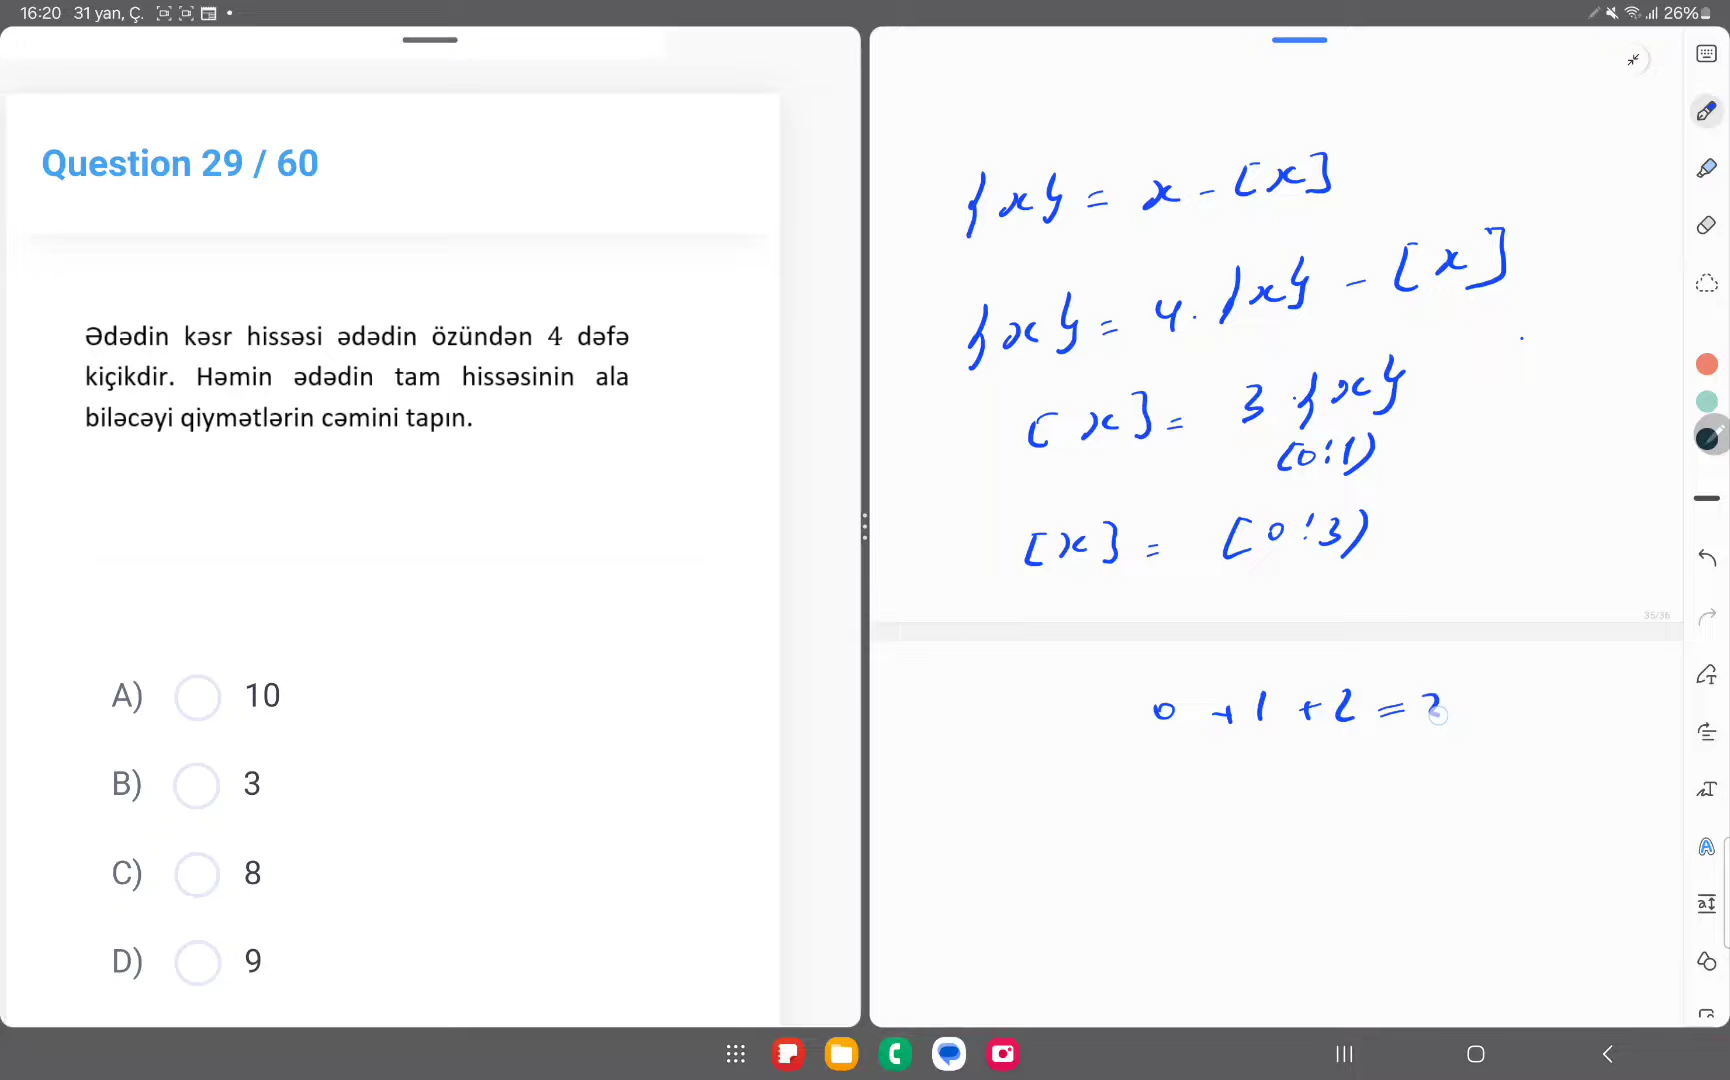 16:20 31 yan, Ç.
26%
Question 29 / 60
Ədədin kəsr hissəsi ədədin özündən 4 dəfə
kiçikdir. Həmin ədədin tam hissəsinin ala
biləcəyi qiymətlərin cəmini tapın.
A) 10
B) 3
C) 8
D) 9
{x} = x - [x]
{x} = 4 · {x} - [x]
[x] = 3 · {x}
[0;1)
[x] = [0;3)
35/36
0 + 1 + 2 = 3